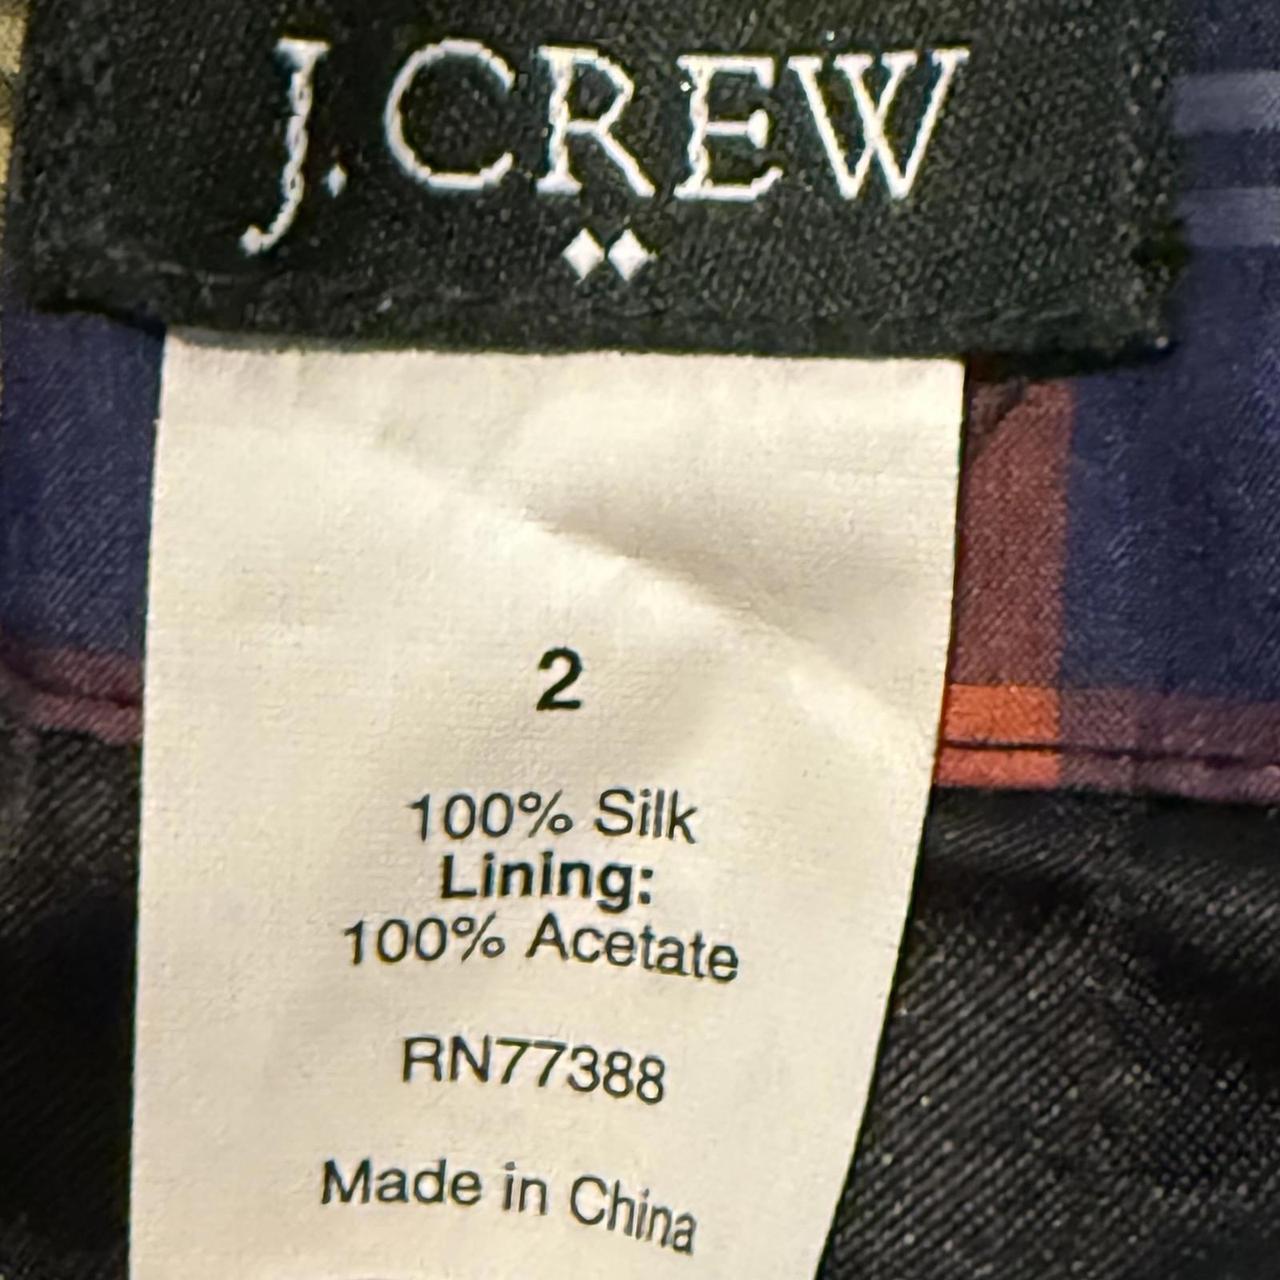 J.CREW
2
100% Silk
Lining:
100% Acetate
RN77388
Made in China